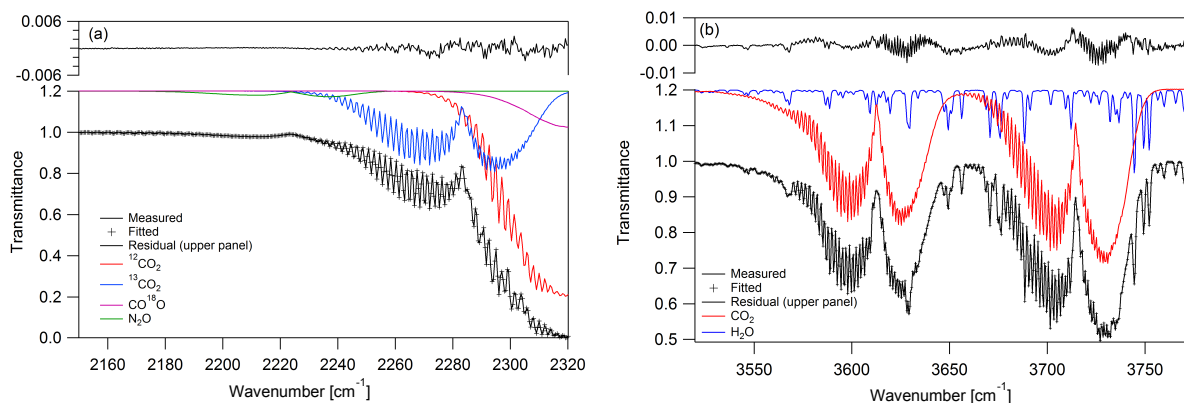 0.006
(a)
-0.006
1.2
1.0
0.8
0.6
0.4
0.2
0.0
Transmittance
Measured
Fitted
Residual (upper panel)
¹²CO₂
¹³CO₂
CO¹⁸O
N₂O
2160 2180 2200 2220 2240 2260 2280 2300 2320
Wavenumber [cm⁻¹]
0.01
(b)
0.00
-0.01
1.2
1.1
1.0
0.9
0.8
0.7
0.6
0.5
Transmittance
Measured
Fitted
Residual (upper panel)
CO₂
H₂O
3550 3600 3650 3700 3750
Wavenumber [cm⁻¹]